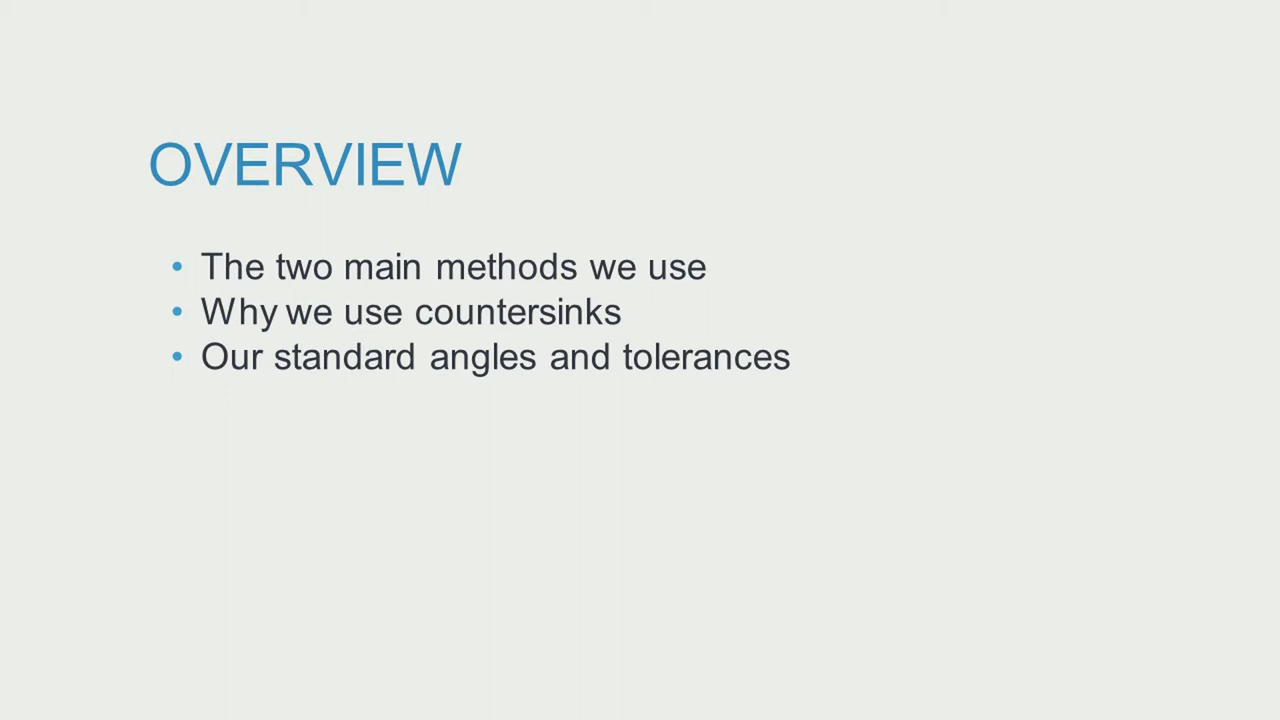 OVERVIEW
• The two main methods we use
• Why we use countersinks
• Our standard angles and tolerances